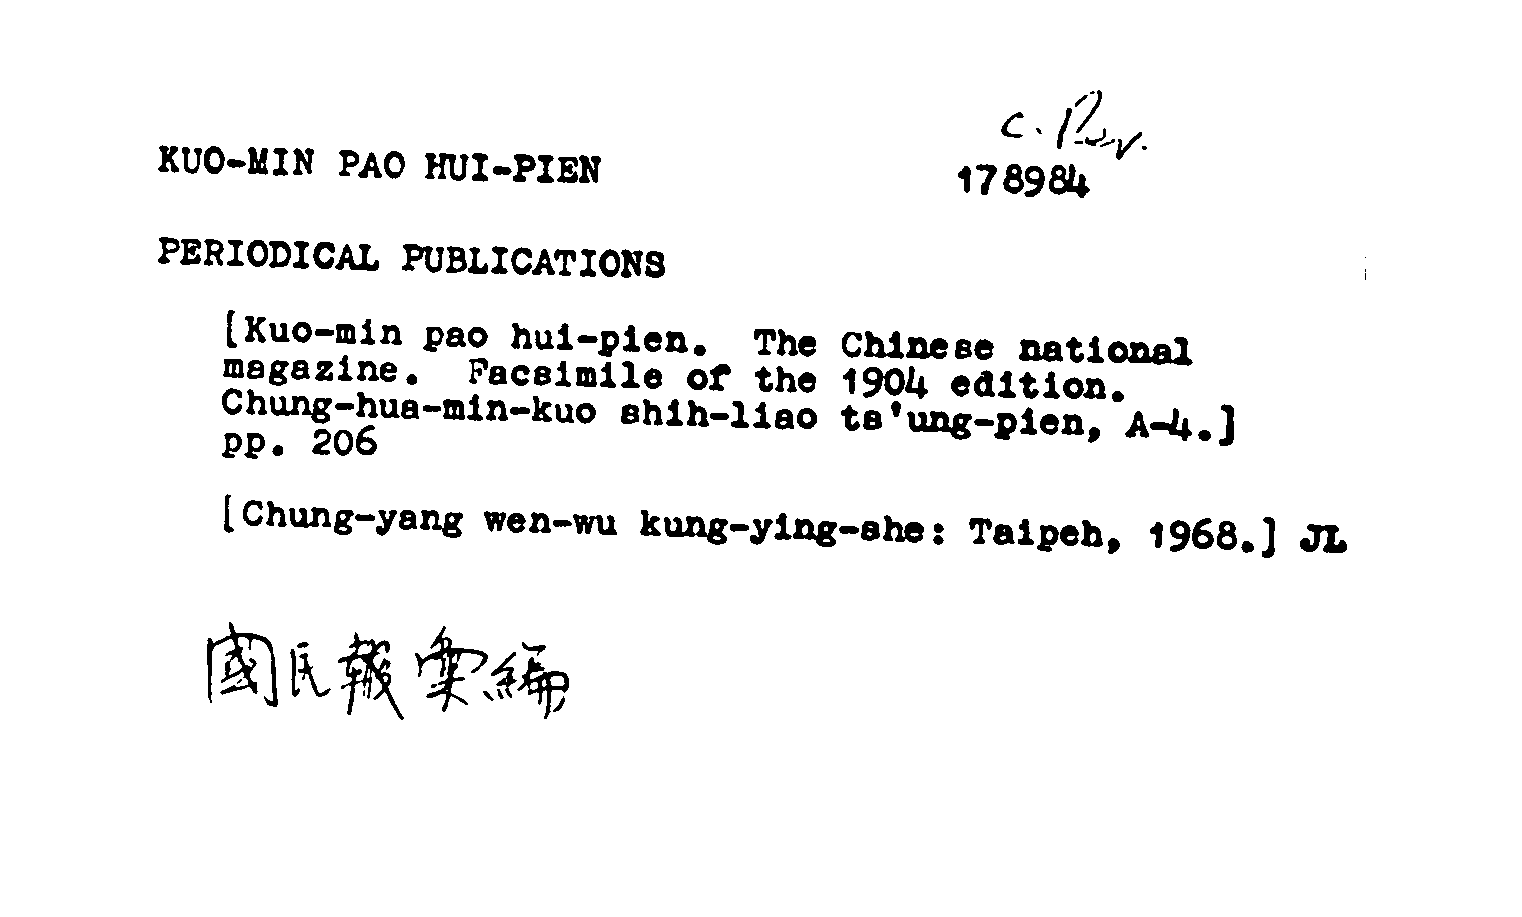 C. Per.
KUO-MIN PAO HUI-PIEN
178984
PERIODICAL PUBLICATIONS
[Kuo-min pao hui-pien. The Chinese national
magazine. Facsimile of the 1904 edition.
Chung-hua-min-kuo shih-liao ts'ung-pien, A-4.]
pp. 206
[Chung-yang wen-wu kung-ying-she: Taipeh, 1968.] JL
國民報彙編